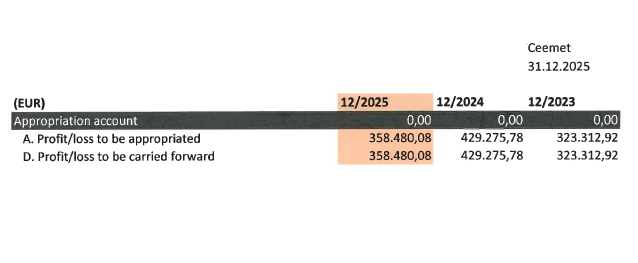 Ceemet
31.12.2025
(EUR) 12/2025 12/2024 12/2023
Appropriation account 0,00 0,00 0,00
A. Profit/loss to be appropriated 358.480,08 429.275,78 323.312,92
D. Profit/loss to be carried forward 358.480,08 429.275,78 323.312,92